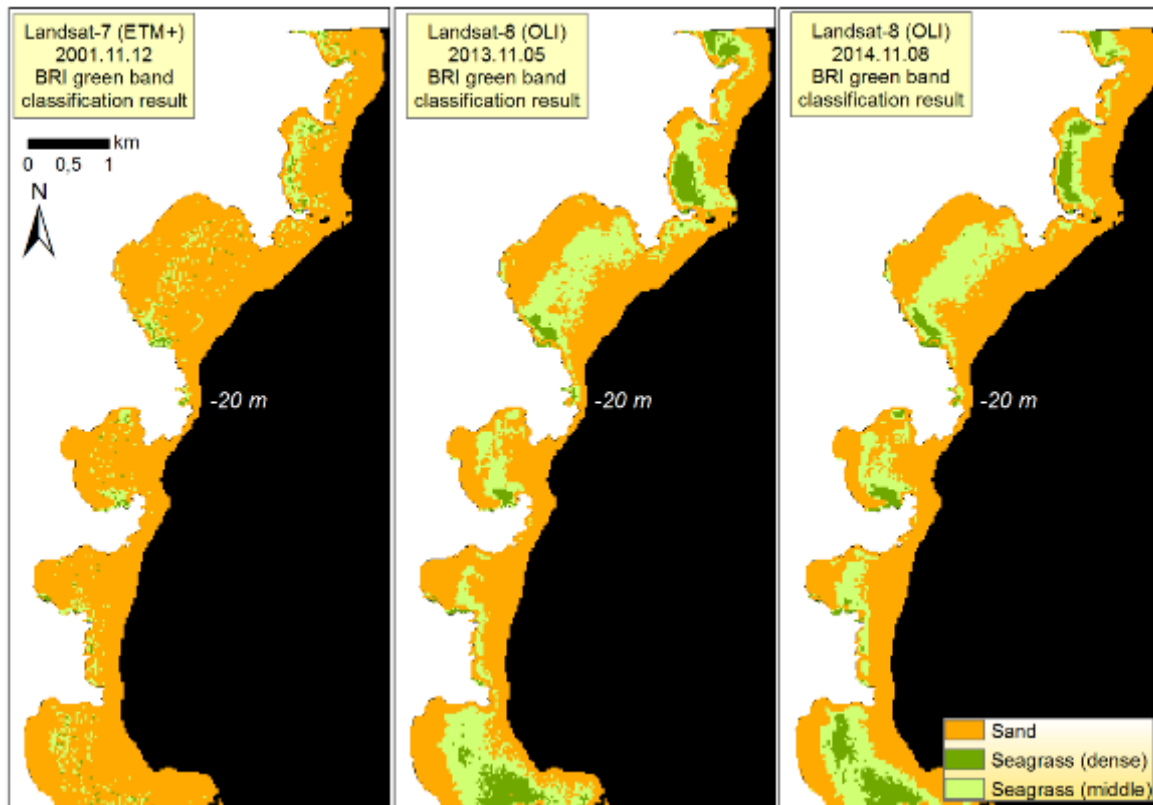 Landsat-7 (ETM+)
2001.11.12
BRI green band
classification result
km
0 0,5 1
N
Landsat-8 (OLI)
2013.11.05
BRI green band
classification result
Landsat-8 (OLI)
2014.11.08
BRI green band
classification result
-20 m
-20 m
-20 m
Sand
Seagrass (dense)
Seagrass (middle)